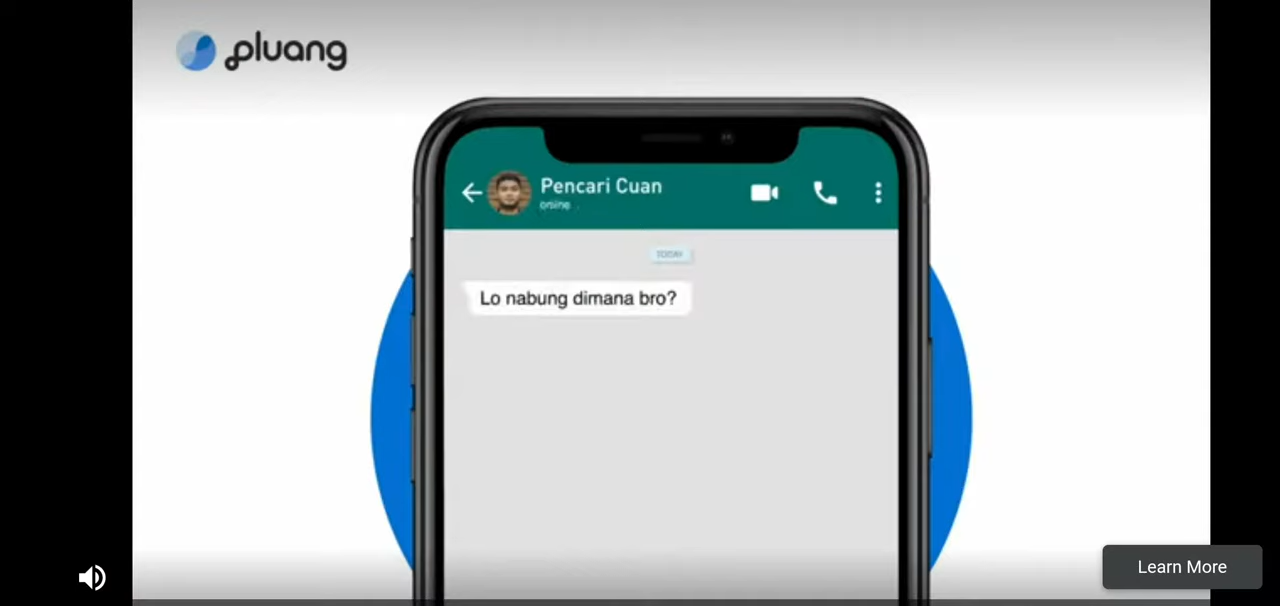 pluang
Pencari Cuan
online
TODAY
Lo nabung dimana bro?
Learn More